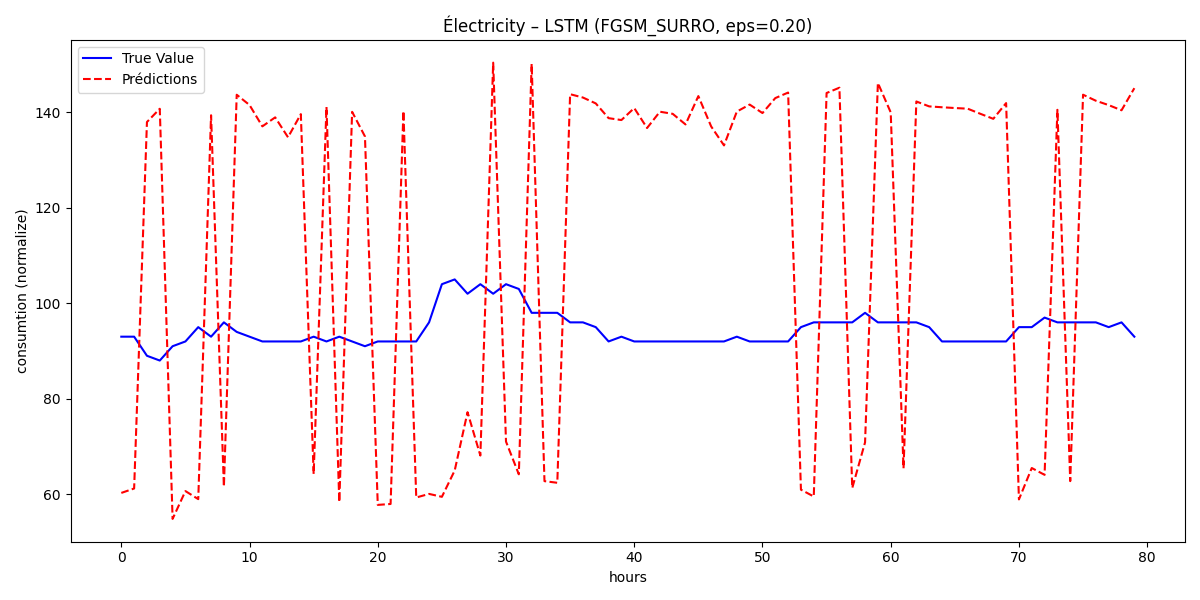 Électricity – LSTM (FGSM_SURRO, eps=0.20)
True Value
Prédictions
consumtion (normalize)
140
120
100
80
60
0 10 20 30 40 50 60 70 80
hours